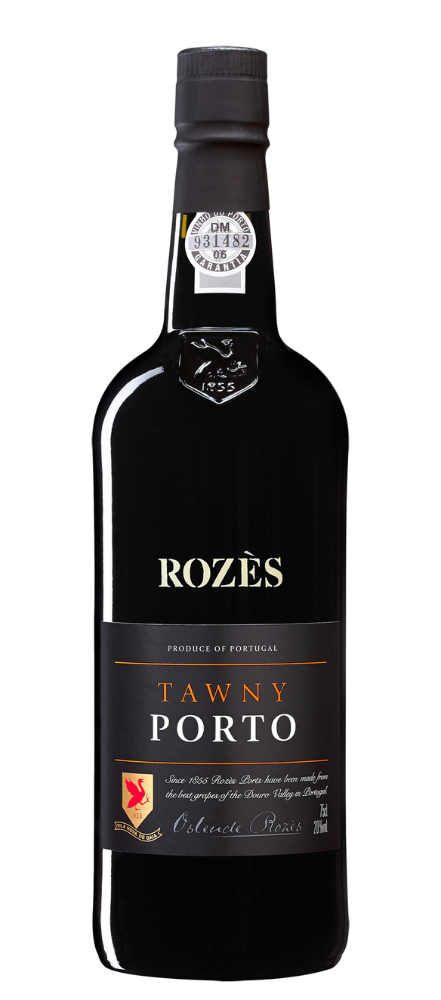 VINHO DO PORTO
DM
931482
06
GARANTIA
1855
ROZÈS
PRODUCE OF PORTUGAL
TAWNY
PORTO
Since 1855 Rozès Ports have been made from
the best grapes of the Douro Valley in Portugal.
1855
VILA NOVA DE GAIA
Ostende Rozès
75cl.
20%vol.